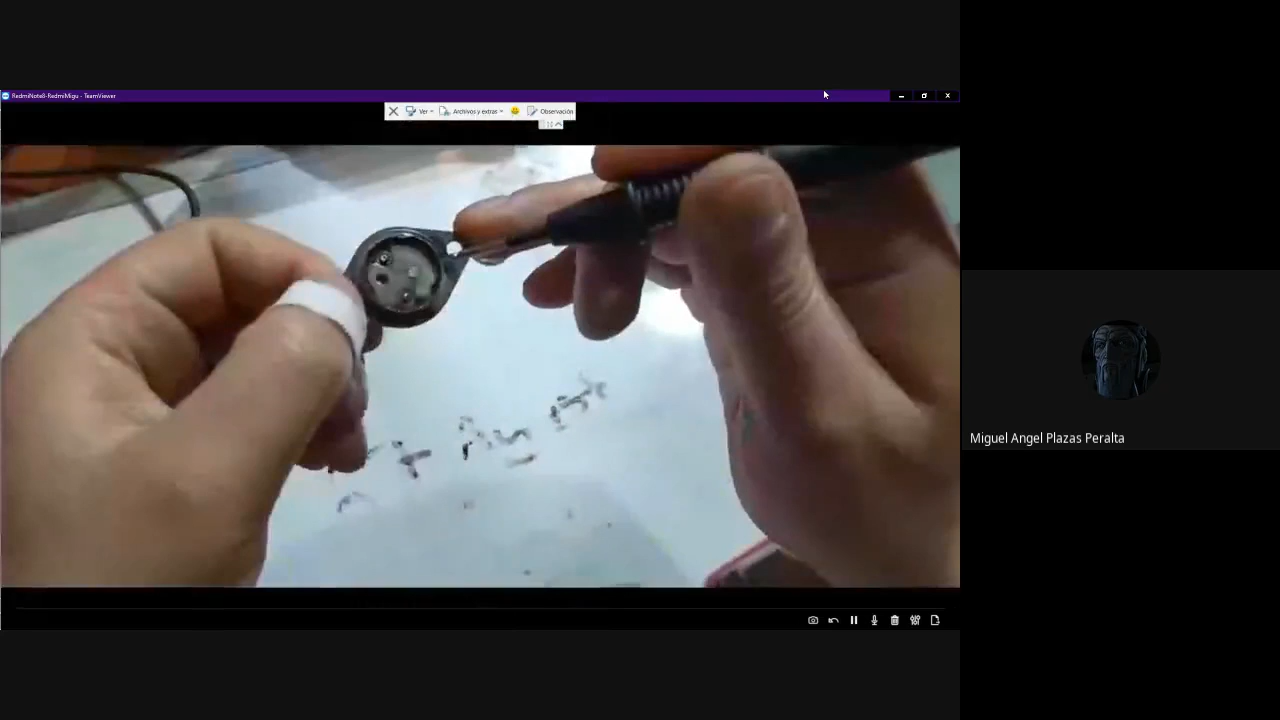 RedmiNote8-RedmiMigu - TeamViewer
Ver
Archivos y extras
Observación
Miguel Angel Plazas Peralta